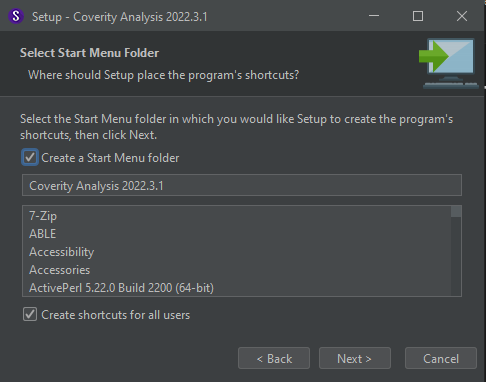 S Setup - Coverity Analysis 2022.3.1
Select Start Menu Folder
Where should Setup place the program's shortcuts?
Select the Start Menu folder in which you would like Setup to create the program's
shortcuts, then click Next.
Create a Start Menu folder
Coverity Analysis 2022.3.1
7-Zip
ABLE
Accessibility
Accessories
ActivePerl 5.22.0 Build 2200 (64-bit)
Create shortcuts for all users
< Back Next > Cancel